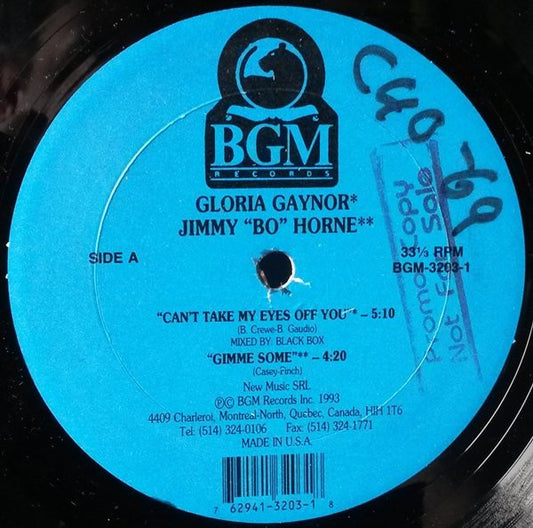 BGM
RECORDS
GLORIA GAYNOR*
JIMMY "BO" HORNE**
SIDE A
33⅓ RPM
BGM-3203-1
"CAN'T TAKE MY EYES OFF YOU"* – 5:10
(B. Crewe-B. Gaudio)
MIXED BY: BLACK BOX
"GIMME SOME"** – 4:20
(Casey-Finch)
New Music SRL
℗© BGM Records Inc. 1993
4409 Charleroi, Montreal-North, Quebec, Canada, H1H 1T6
Tel: (514) 324-0106 Fax: (514) 324-1771
MADE IN U.S.A.
7 62941-3203-1 8
Promo Copy
Not For Sale